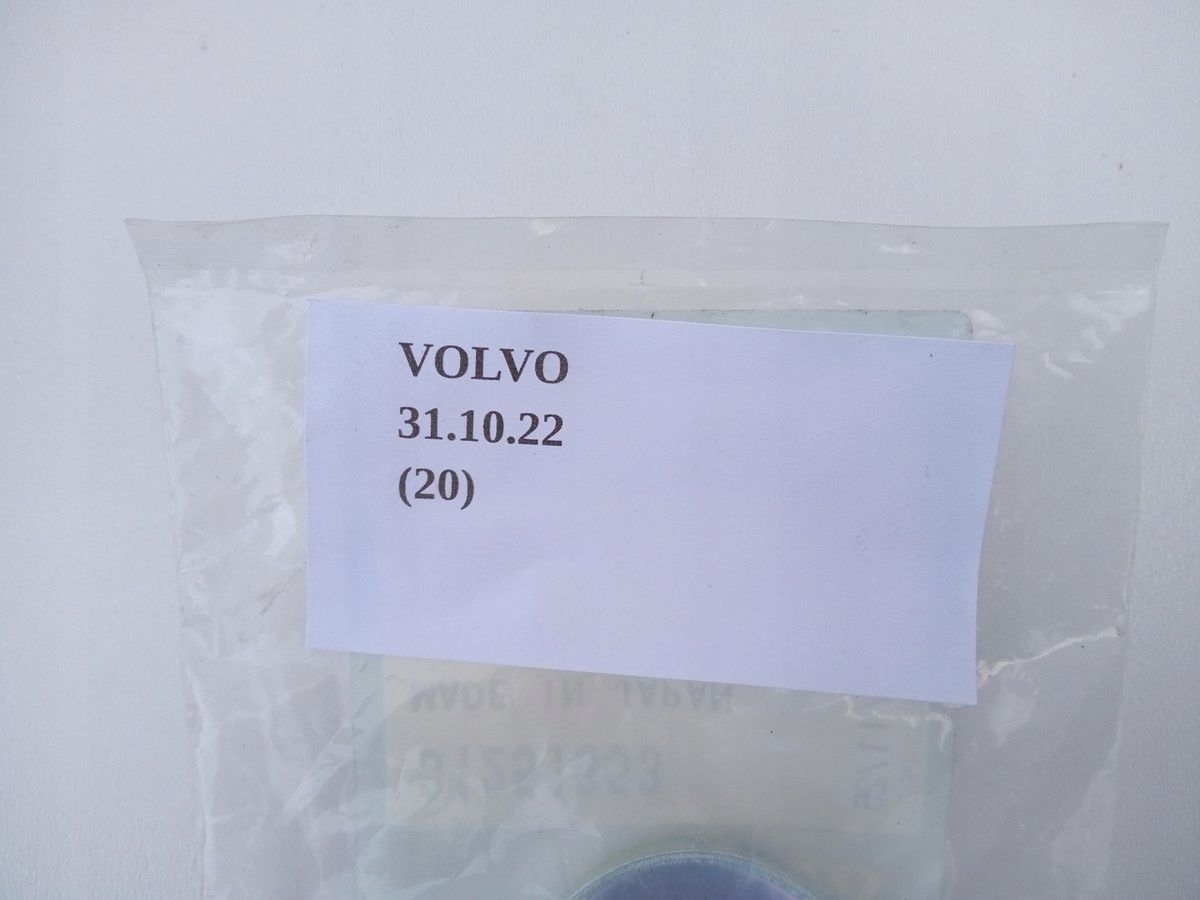 VOLVO
31.10.22
(20)
MADE IN JAPAN